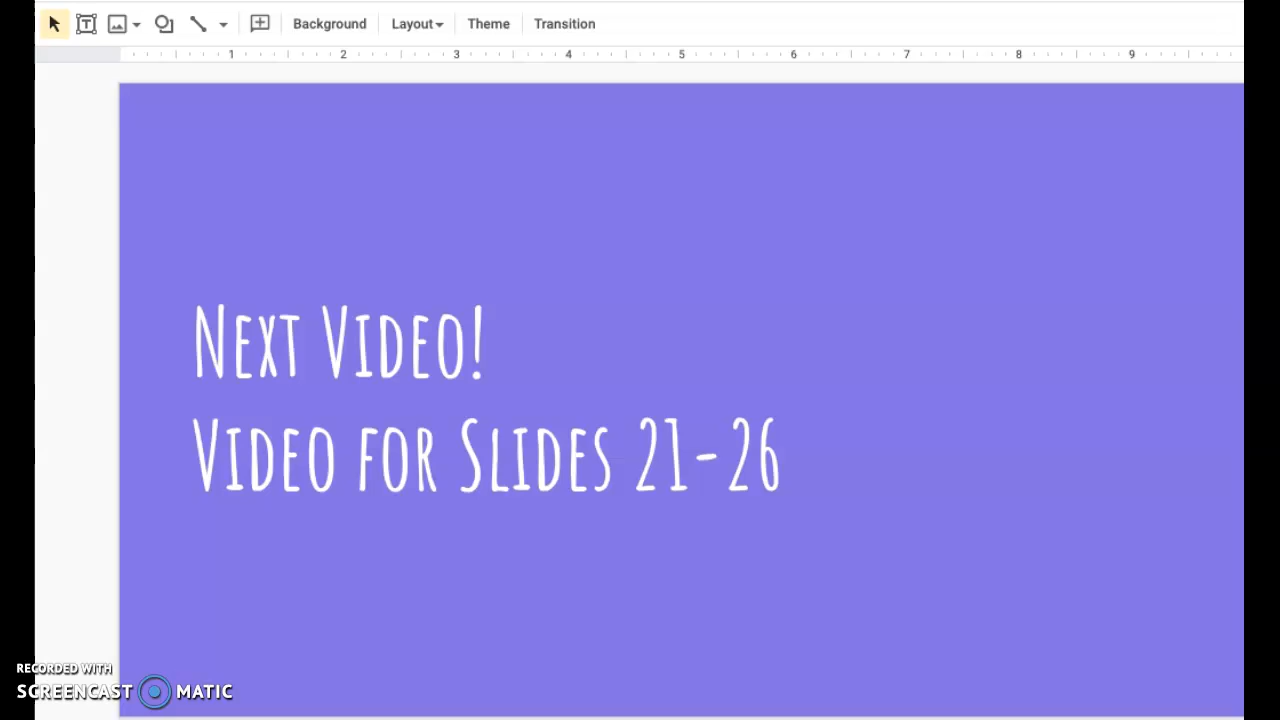 Background Layout Theme Transition
1 2 3 4 5 6 7 8 9
Next Video!
Video for Slides 21-26
RECORDED WITH
SCREENCAST MATIC